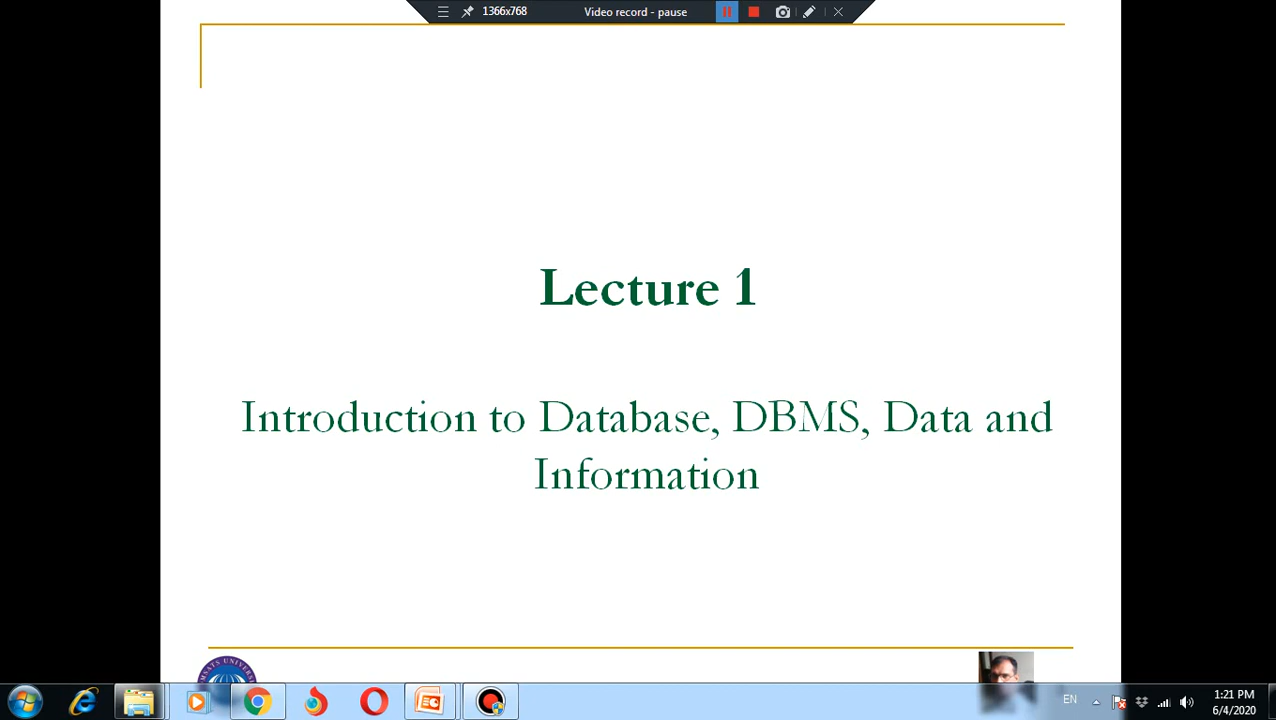 1366x768
Video record - pause
Lecture 1
Introduction to Database, DBMS, Data and
Information
EN
1:21 PM
6/4/2020